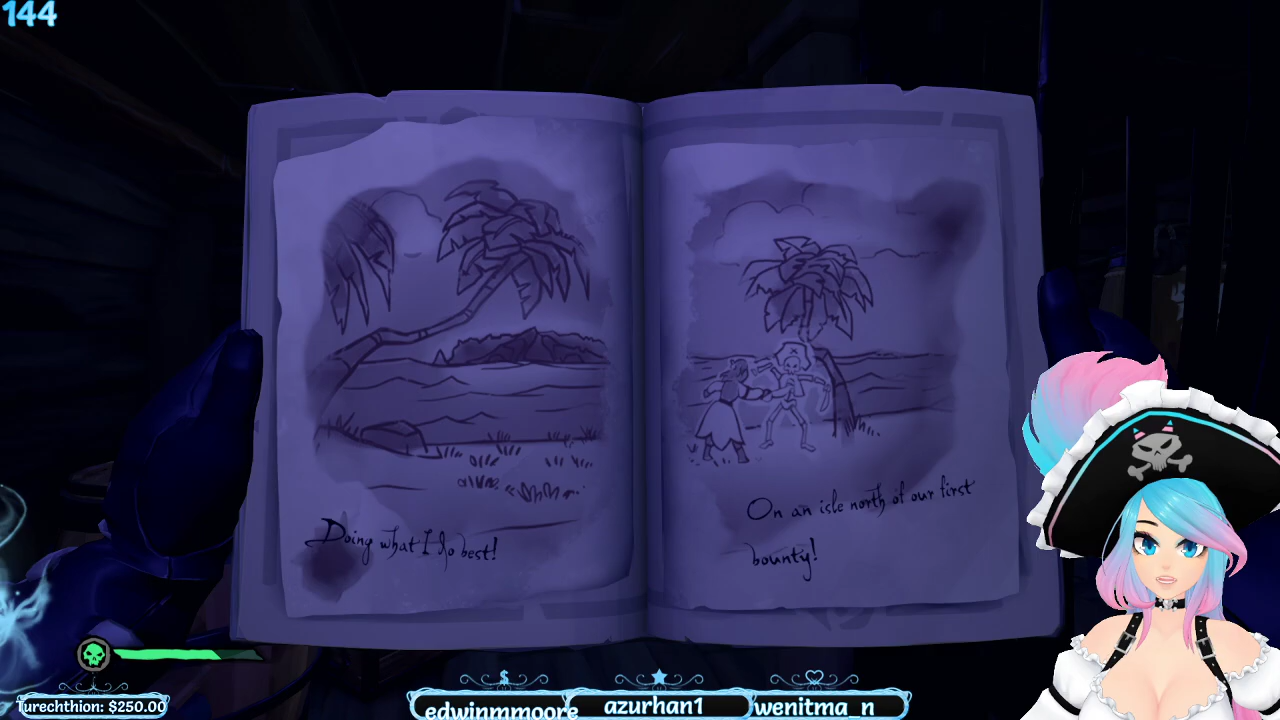 144
Doing what I do best!
On an isle north of our first
bounty!
Turechthion: $250.00
$
edwinmmoore
azurhan1
wenitma_n